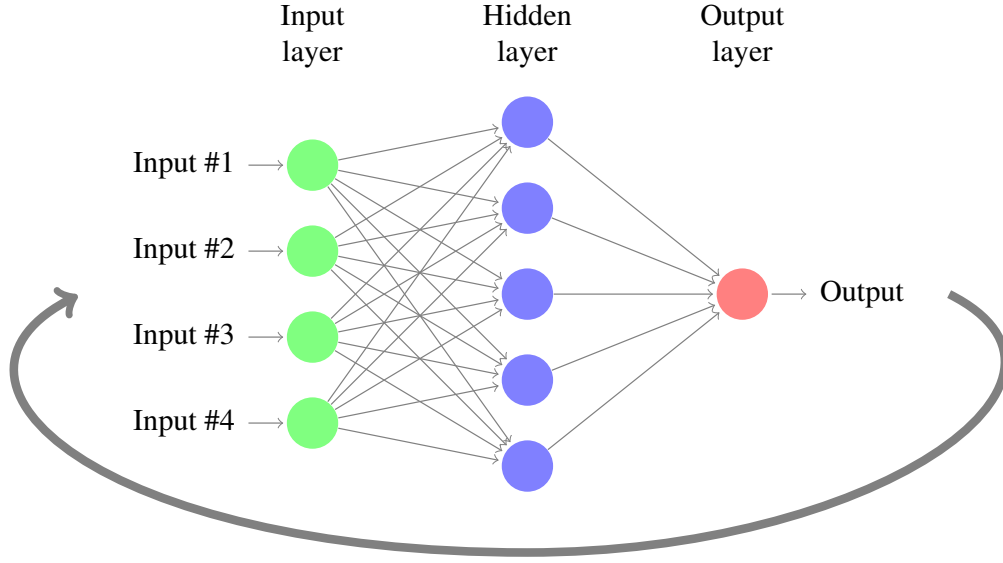 Input
layer
Hidden
layer
Output
layer
Input #1
Input #2
Input #3
Input #4
Output